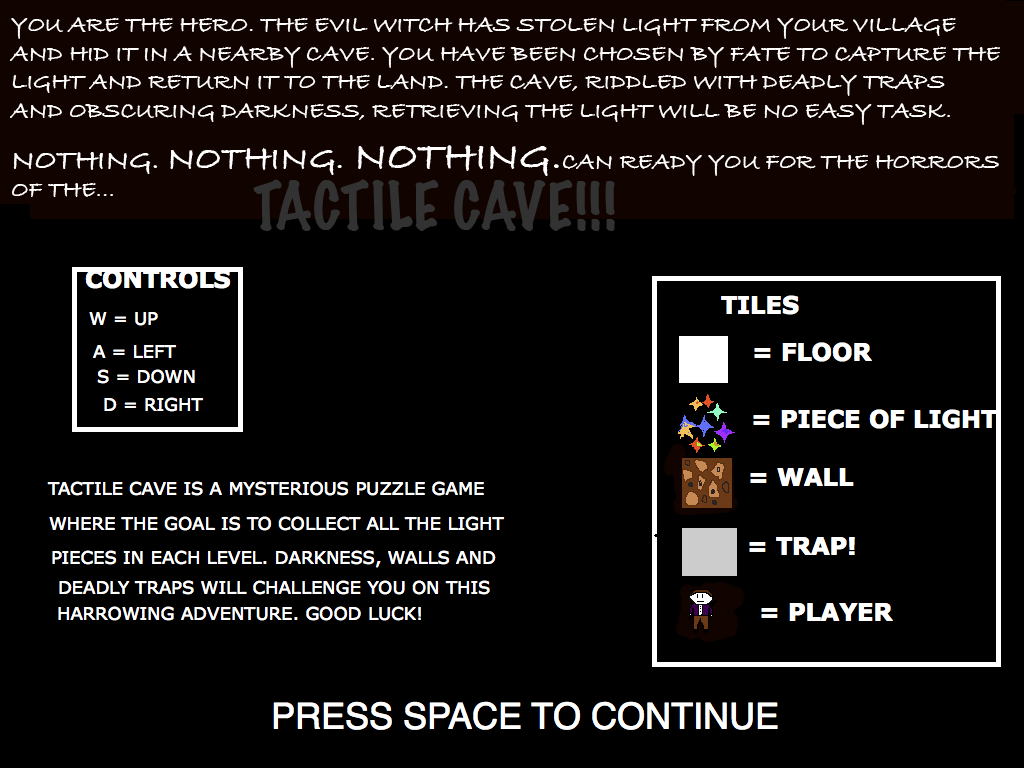 YOU ARE THE HERO. THE EVIL WITCH HAS STOLEN LIGHT FROM YOUR VILLAGE
AND HID IT IN A NEARBY CAVE. YOU HAVE BEEN CHOSEN BY FATE TO CAPTURE THE
LIGHT AND RETURN IT TO THE LAND. THE CAVE, RIDDLED WITH DEADLY TRAPS
AND OBSCURING DARKNESS, RETRIEVING THE LIGHT WILL BE NO EASY TASK.
NOTHING. NOTHING. NOTHING.CAN READY YOU FOR THE HORRORS
OF THE...
TACTILE CAVE!!!
CONTROLS
W = UP
A = LEFT
S = DOWN
D = RIGHT
TACTILE CAVE IS A MYSTERIOUS PUZZLE GAME
WHERE THE GOAL IS TO COLLECT ALL THE LIGHT
PIECES IN EACH LEVEL. DARKNESS, WALLS AND
DEADLY TRAPS WILL CHALLENGE YOU ON THIS
HARROWING ADVENTURE. GOOD LUCK!
TILES
= FLOOR
= PIECE OF LIGHT
= WALL
= TRAP!
= PLAYER
PRESS SPACE TO CONTINUE